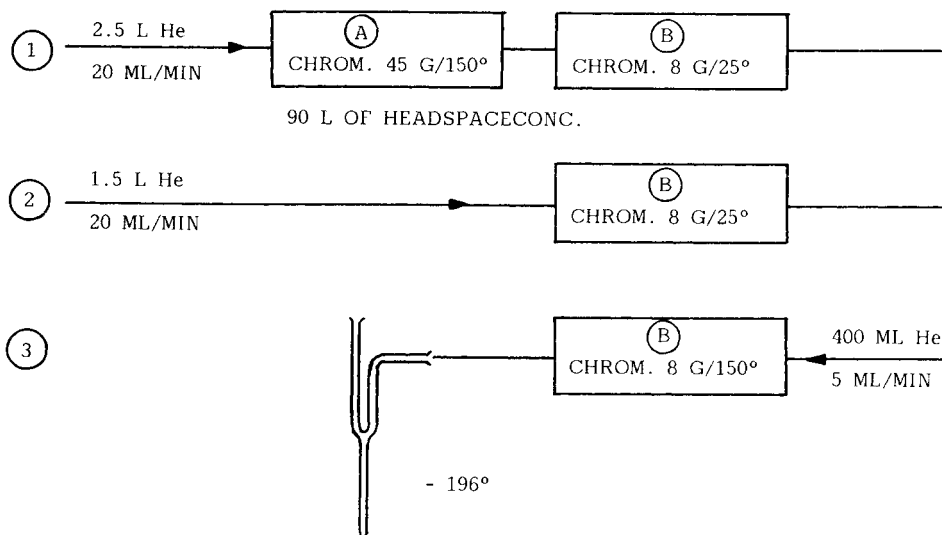 1
2.5 L He
20 ML/MIN
A
CHROM. 45 G/150°
B
CHROM. 8 G/25°
90 L OF HEADSPACECONC.
2
1.5 L He
20 ML/MIN
B
CHROM. 8 G/25°
3
B
CHROM. 8 G/150°
400 ML He
5 ML/MIN
- 196°